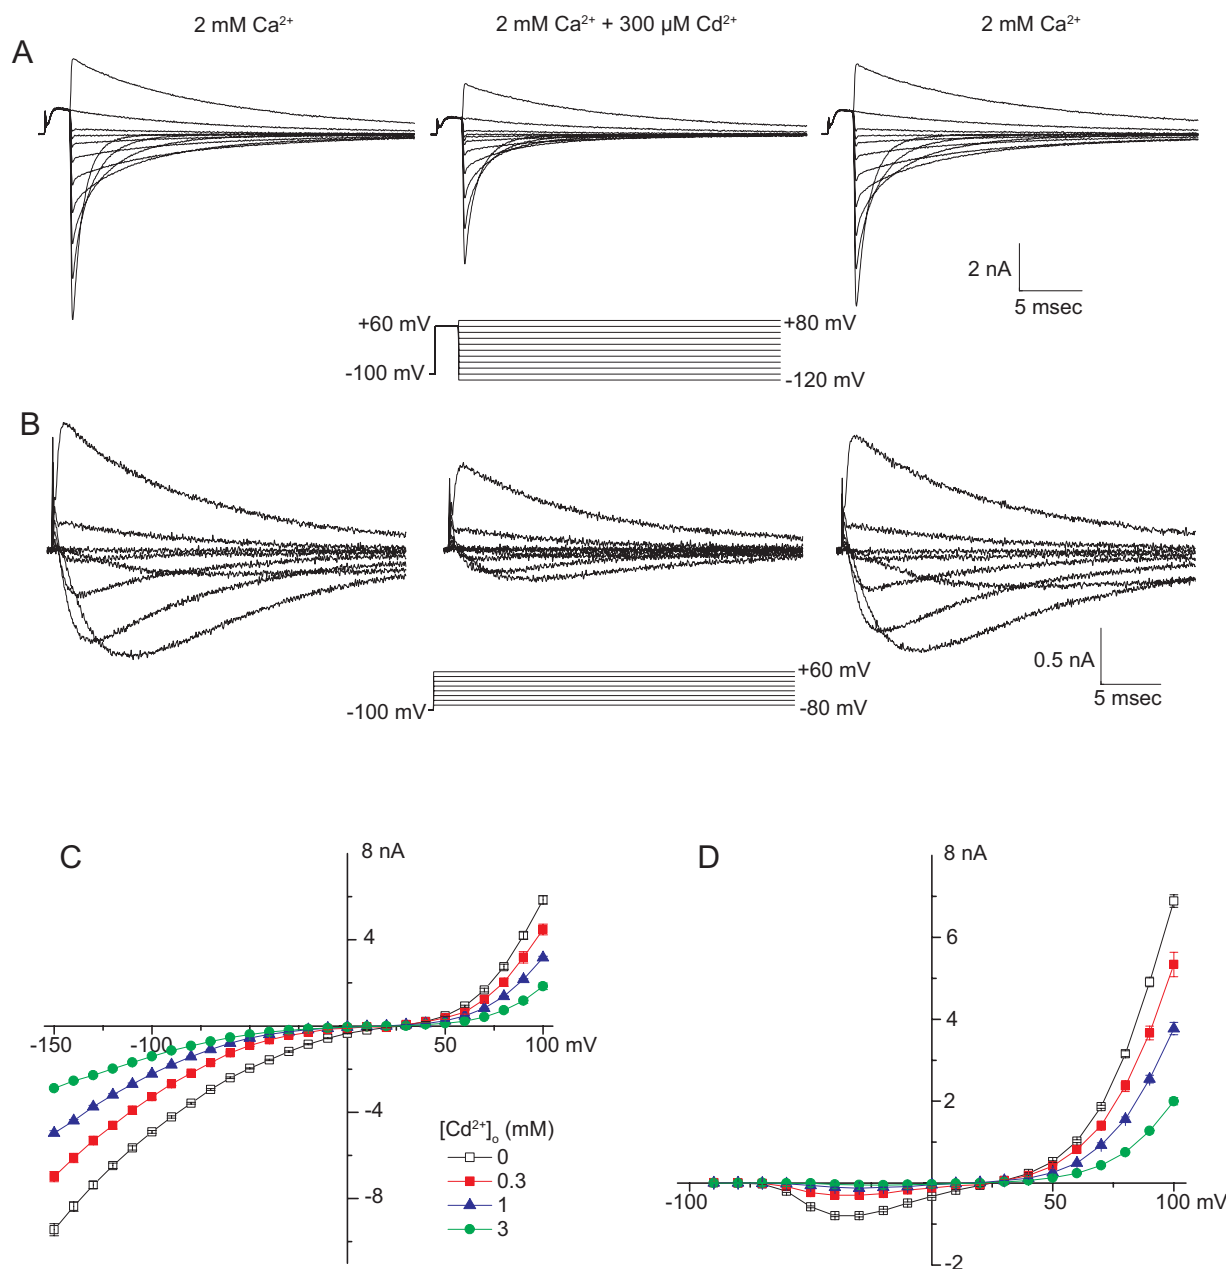 2 mM Ca²⁺ 2 mM Ca²⁺ + 300 µM Cd²⁺ 2 mM Ca²⁺
A
2 nA
5 msec
+60 mV +80 mV
-100 mV -120 mV
B
0.5 nA
5 msec
+60 mV
-100 mV -80 mV
C
8 nA
4
-150 -100 50 100 mV
-4
-8
[Cd²⁺]ₒ (mM)
0
0.3
1
3
D
8 nA
6
4
2
-100 50 100 mV
-2